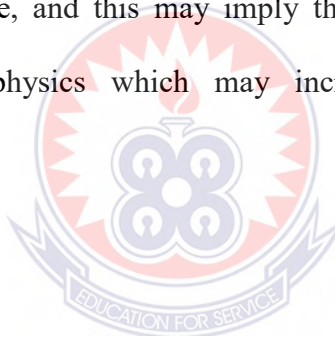 e, and this may imply th
physics which may inc
EDUCATION FOR SERVICE